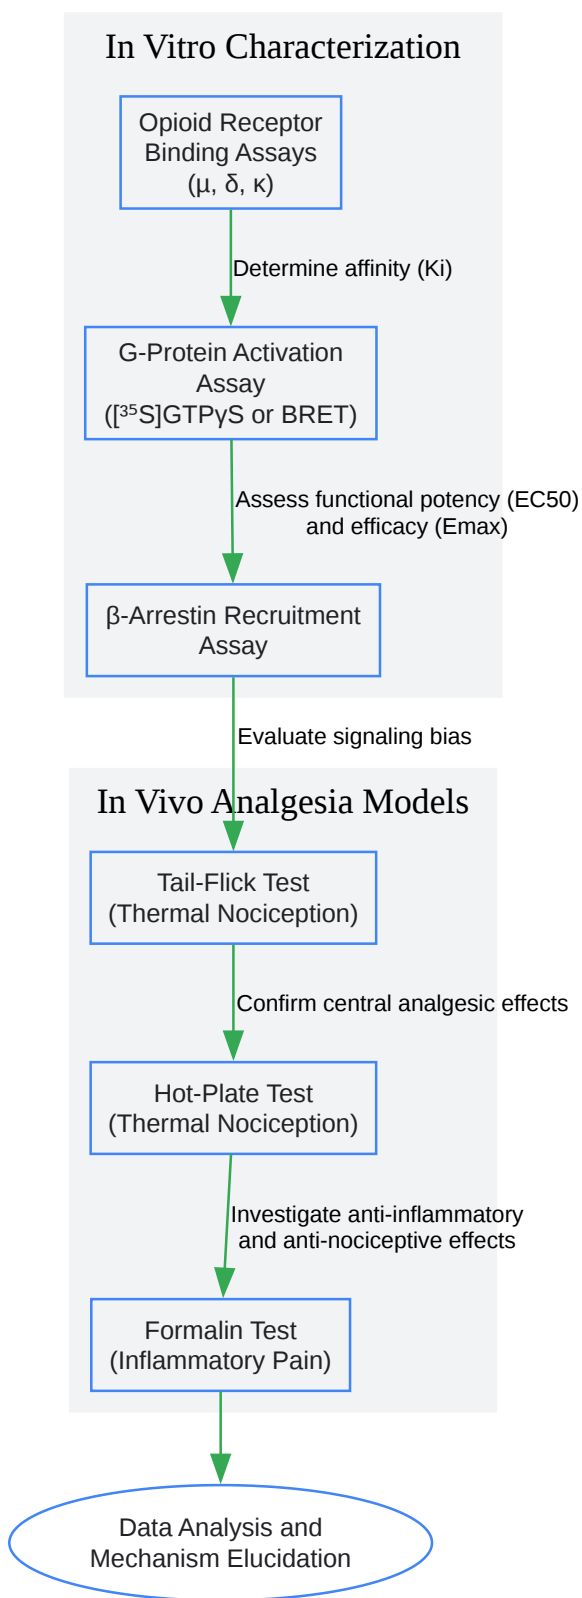 In Vitro Characterization
Opioid Receptor
Binding Assays
(μ, δ, κ)
Determine affinity (Ki)
G-Protein Activation
Assay
([³⁵S]GTPγS or BRET)
Assess functional potency (EC50)
and efficacy (Emax)
β-Arrestin Recruitment
Assay
Evaluate signaling bias
In Vivo Analgesia Models
Tail-Flick Test
(Thermal Nociception)
Confirm central analgesic effects
Hot-Plate Test
(Thermal Nociception)
Investigate anti-inflammatory
and anti-nociceptive effects
Formalin Test
(Inflammatory Pain)
Data Analysis and
Mechanism Elucidation